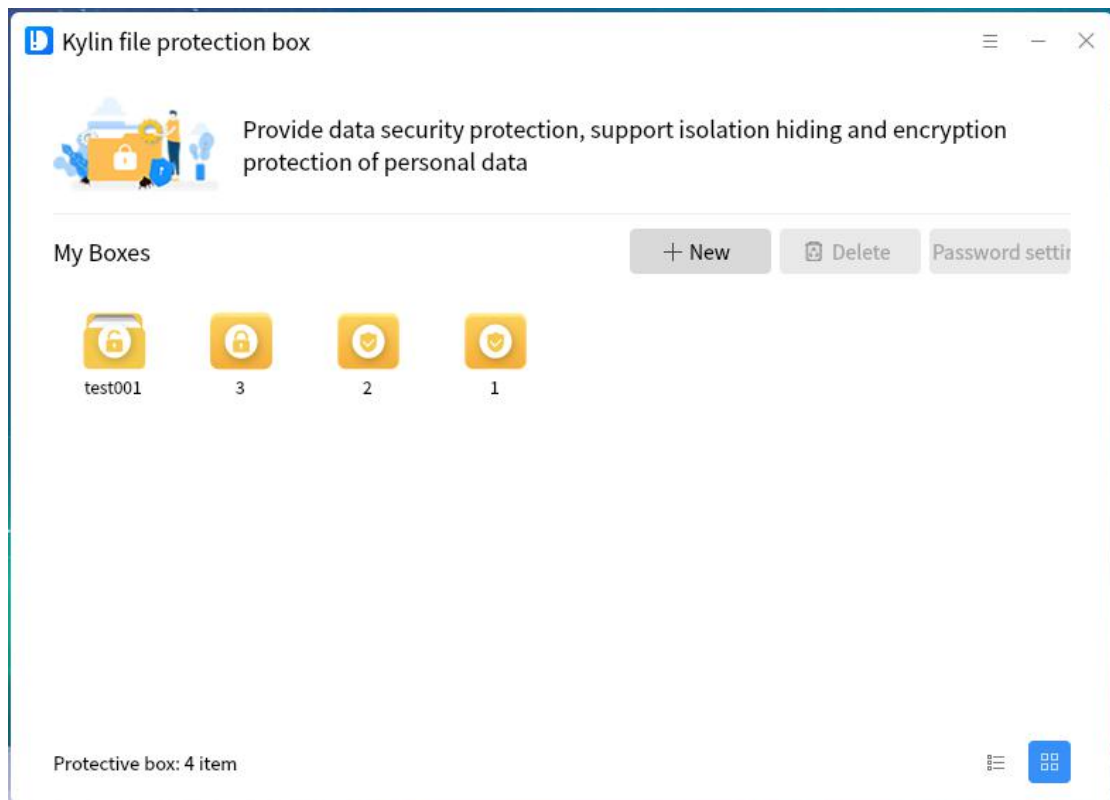 Kylin file protection box
Provide data security protection, support isolation hiding and encryption
protection of personal data
My Boxes
New
Delete
Password settin
test001
3
2
1
Protective box: 4 item